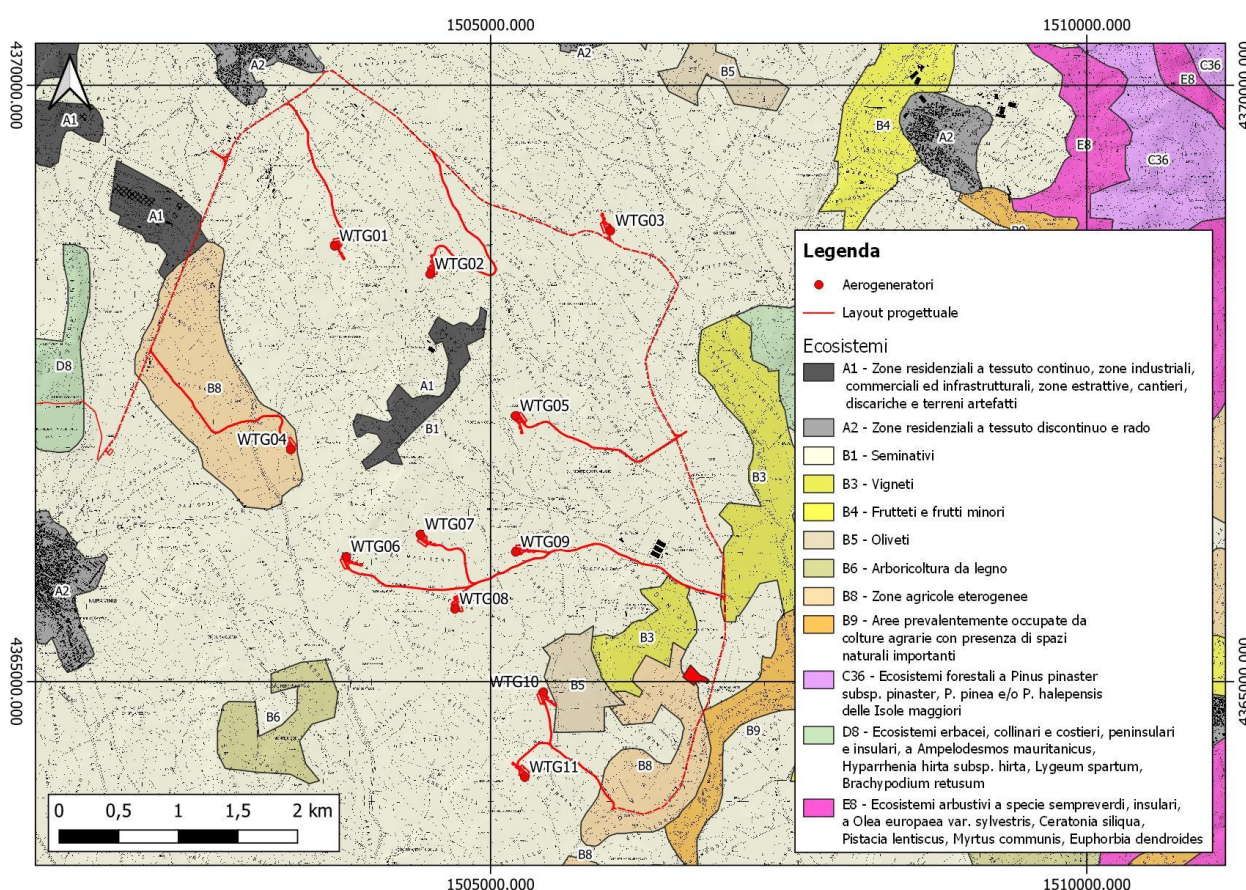 1505000.000
1510000.000
4370000.000
4370000.000
A2
A2
B5
C36
E8
A1
B4
A2
E8
C36
A1
B9
WTG03
WTG01
WTG02
D8
B8
A1
B1
WTG04
WTG05
B3
WTG07
WTG06
WTG09
WTG08
A2
B3
B5
WTG10
B6
B9
WTG11
B8
B8
4365000.000
4365000.000
Legenda
Aerogeneratori
Layout progettuale
Ecosistemi
A1 - Zone residenziali a tessuto continuo, zone industriali,
commerciali ed infrastrutturali, zone estrattive, cantieri,
discariche e terreni artefatti
A2 - Zone residenziali a tessuto discontinuo e rado
B1 - Seminativi
B3 - Vigneti
B4 - Frutteti e frutti minori
B5 - Oliveti
B6 - Arboricoltura da legno
B8 - Zone agricole eterogenee
B9 - Aree prevalentemente occupate da
colture agrarie con presenza di spazi
naturali importanti
C36 - Ecosistemi forestali a Pinus pinaster
subsp. pinaster, P. pinea e/o P. halepensis
delle Isole maggiori
D8 - Ecosistemi erbacei, collinari e costieri, peninsulari
e insulari, a Ampelodesmos mauritanicus,
Hyparrhenia hirta subsp. hirta, Lygeum spartum,
Brachypodium retusum
E8 - Ecosistemi arbustivi a specie sempreverdi, insulari,
a Olea europaea var. sylvestris, Ceratonia siliqua,
Pistacia lentiscus, Myrtus communis, Euphorbia dendroides
0 0,5 1 1,5 2 km
1505000.000
1510000.000